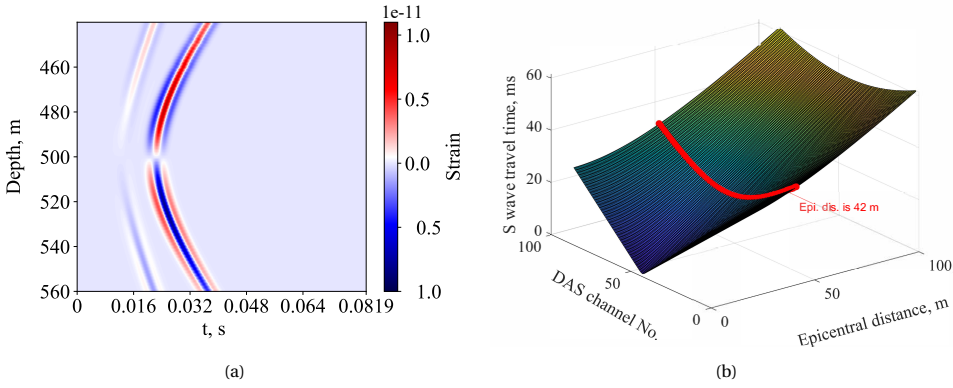 (a)
(b)
1e-11
Depth, m
460
480
500
520
540
560
0
0.016
0.032
0.048
0.064
0.0819
t, s
1.0
0.5
0.0
0.5
1.0
Strain
S wave travel time, ms
60
40
20
0
100
50
0
DAS channel No.
0
50
100
Epicentral distance, m
Epi. dis. is 42 m
(a)
(b)